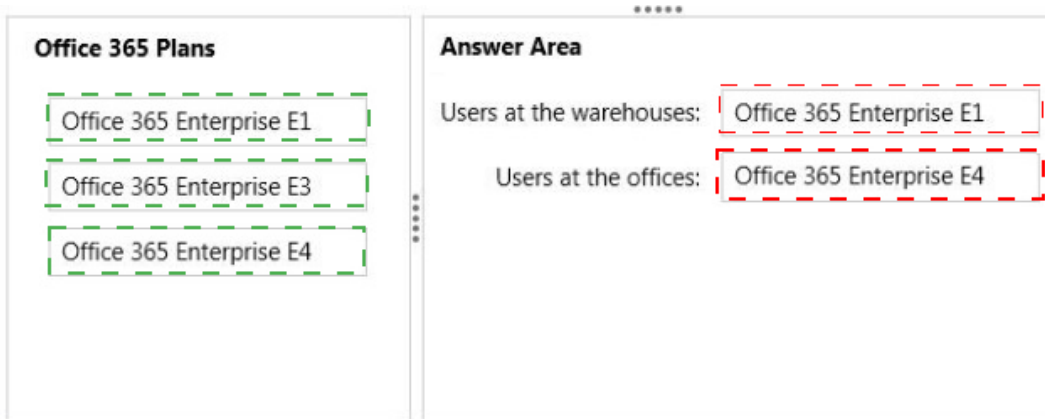 Office 365 Plans
Office 365 Enterprise E1
Office 365 Enterprise E3
Office 365 Enterprise E4
Answer Area
Users at the warehouses: Office 365 Enterprise E1
Users at the offices: Office 365 Enterprise E4